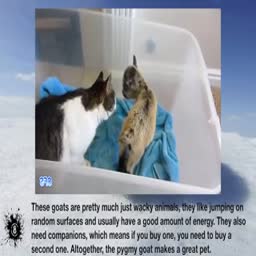 These goats are pretty much just wacky animals, they like jumping on
random surfaces and usually have a good amount of energy. They also
need companions, which means if you buy one, you need to buy a
second one. Altogether, the pygmy goat makes a great pet.